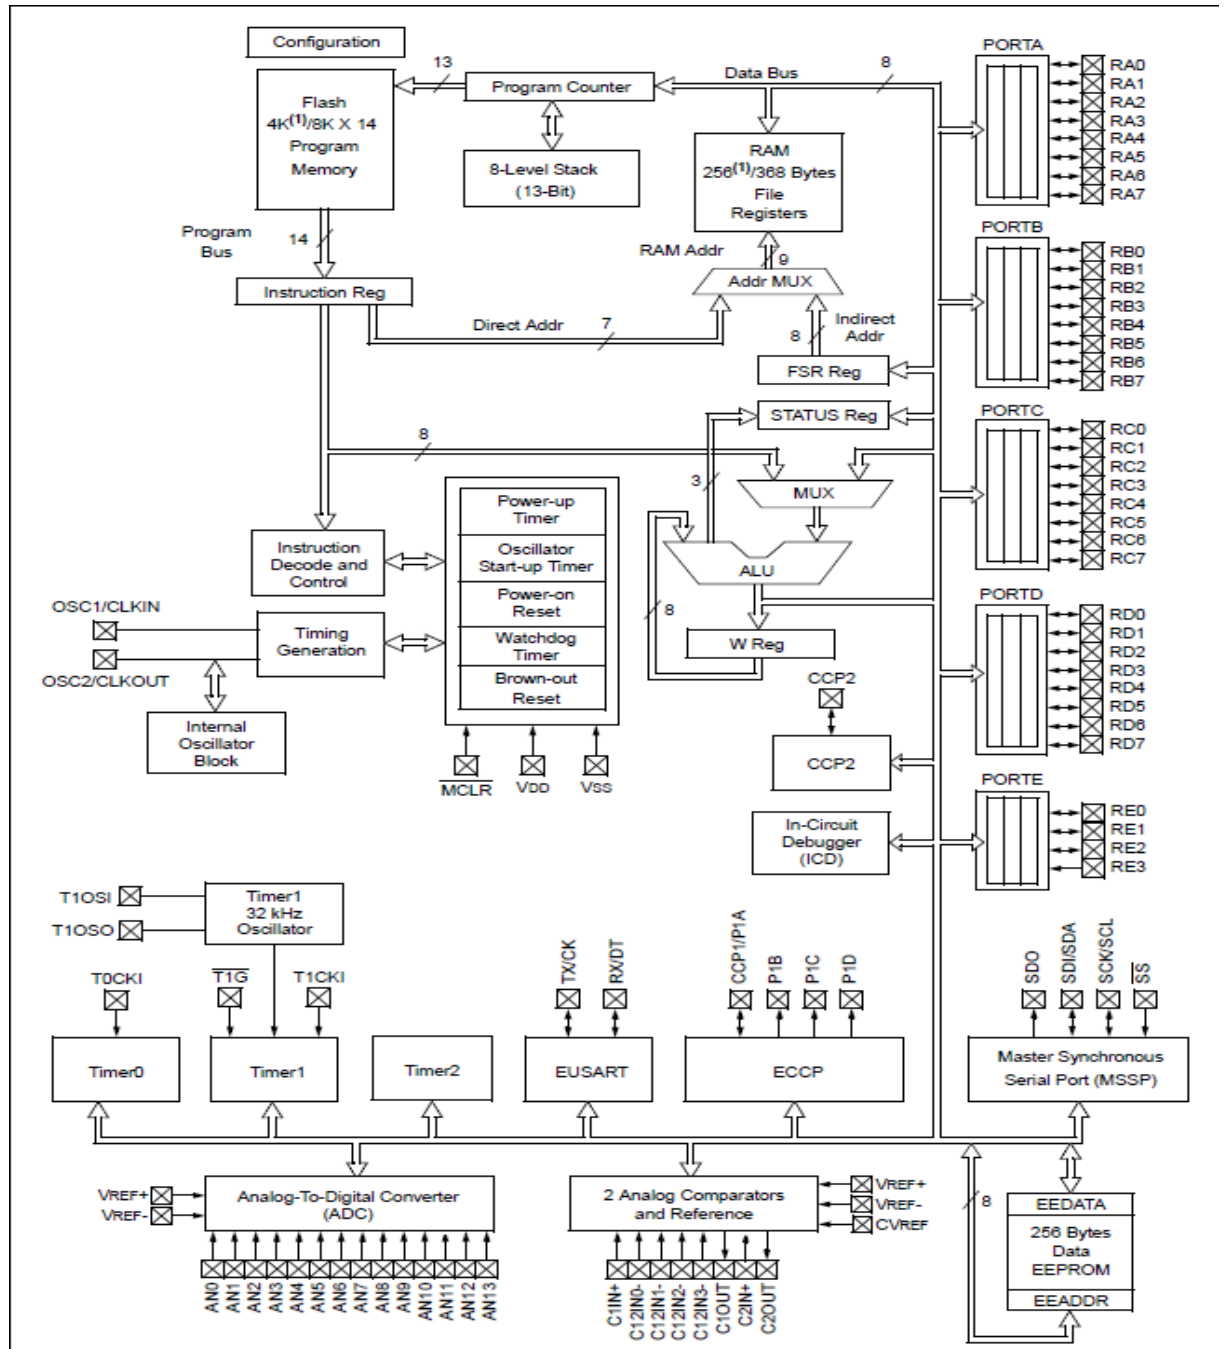 Configuration
Flash
4K(1)/8K X 14
Program
Memory
13
Program Counter
Data Bus
8
8-Level Stack
(13-Bit)
RAM
256(1)/368 Bytes
File
Registers
Program
Bus
14
RAM Addr
9
Addr MUX
Instruction Reg
Direct Addr
7
8
Indirect
Addr
FSR Reg
STATUS Reg
8
3
MUX
ALU
8
W Reg
Power-up
Timer
Oscillator
Start-up Timer
Power-on
Reset
Watchdog
Timer
Brown-out
Reset
Instruction
Decode and
Control
OSC1/CLKIN
OSC2/CLKOUT
Timing
Generation
Internal
Oscillator
Block
MCLR
VDD
VSS
CCP2
CCP2
In-Circuit
Debugger
(ICD)
PORTA
RA0
RA1
RA2
RA3
RA4
RA5
RA6
RA7
PORTB
RB0
RB1
RB2
RB3
RB4
RB5
RB6
RB7
PORTC
RC0
RC1
RC2
RC3
RC4
RC5
RC6
RC7
PORTD
RD0
RD1
RD2
RD3
RD4
RD5
RD6
RD7
PORTE
RE0
RE1
RE2
RE3
T1OSI
T1OSO
Timer1
32 kHz
Oscillator
T0CKI
T1G
T1CKI
TX/CK
RX/DT
CCP1/P1A
P1B
P1C
P1D
SDO
SDI/SDA
SCK/SCL
SS
Timer0
Timer1
Timer2
EUSART
ECCP
Master Synchronous
Serial Port (MSSP)
VREF+
VREF-
Analog-To-Digital Converter
(ADC)
2 Analog Comparators
and Reference
VREF+
VREF-
CVREF
8
EEDATA
256 Bytes
Data
EEPROM
EEADDR
AN0
AN1
AN2
AN3
AN4
AN5
AN6
AN7
AN8
AN9
AN10
AN11
AN12
AN13
C1IN+
C12IN0-
C12IN1-
C12IN2-
C12IN3-
C1OUT
C2IN+
C2OUT